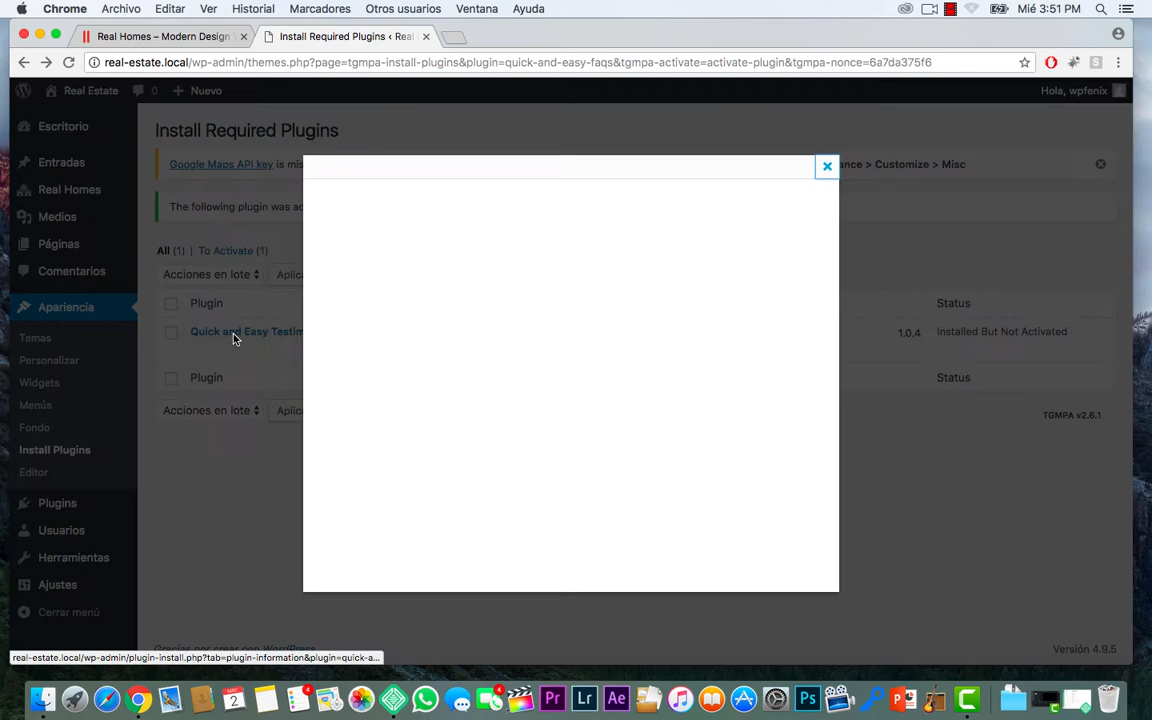 Chrome Archivo Editar Ver Historial Marcadores Otros usuarios Ventana Ayuda Mié 3:51 PM
Real Homes – Modern Design
Install Required Plugins ‹ Real
real-estate.local/wp-admin/themes.php?page=tgmpa-install-plugins&plugin=quick-and-easy-faqs&tgmpa-activate=activate-plugin&tgmpa-nonce=6a7da375f6
Real Estate 0 Nuevo Hola, wpfenix
Escritorio
Entradas
Real Homes
Medios
Páginas
Comentarios
Apariencia
Temas
Personalizar
Widgets
Menús
Fondo
Install Plugins
Editor
Plugins
Usuarios
Herramientas
Ajustes
Cerrar menú
Install Required Plugins
Google Maps API key is mis
ance > Customize > Misc
The following plugin was ac
All (1) | To Activate (1)
Acciones en lote Aplica
Plugin Status
Quick and Easy Testim 1.0.4 Installed But Not Activated
Plugin Status
Acciones en lote Aplica
TGMPA v2.6.1
Gracias por crear con WordPress.
Versión 4.9.5
real-estate.local/wp-admin/plugin-install.php?tab=plugin-information&plugin=quick-a...